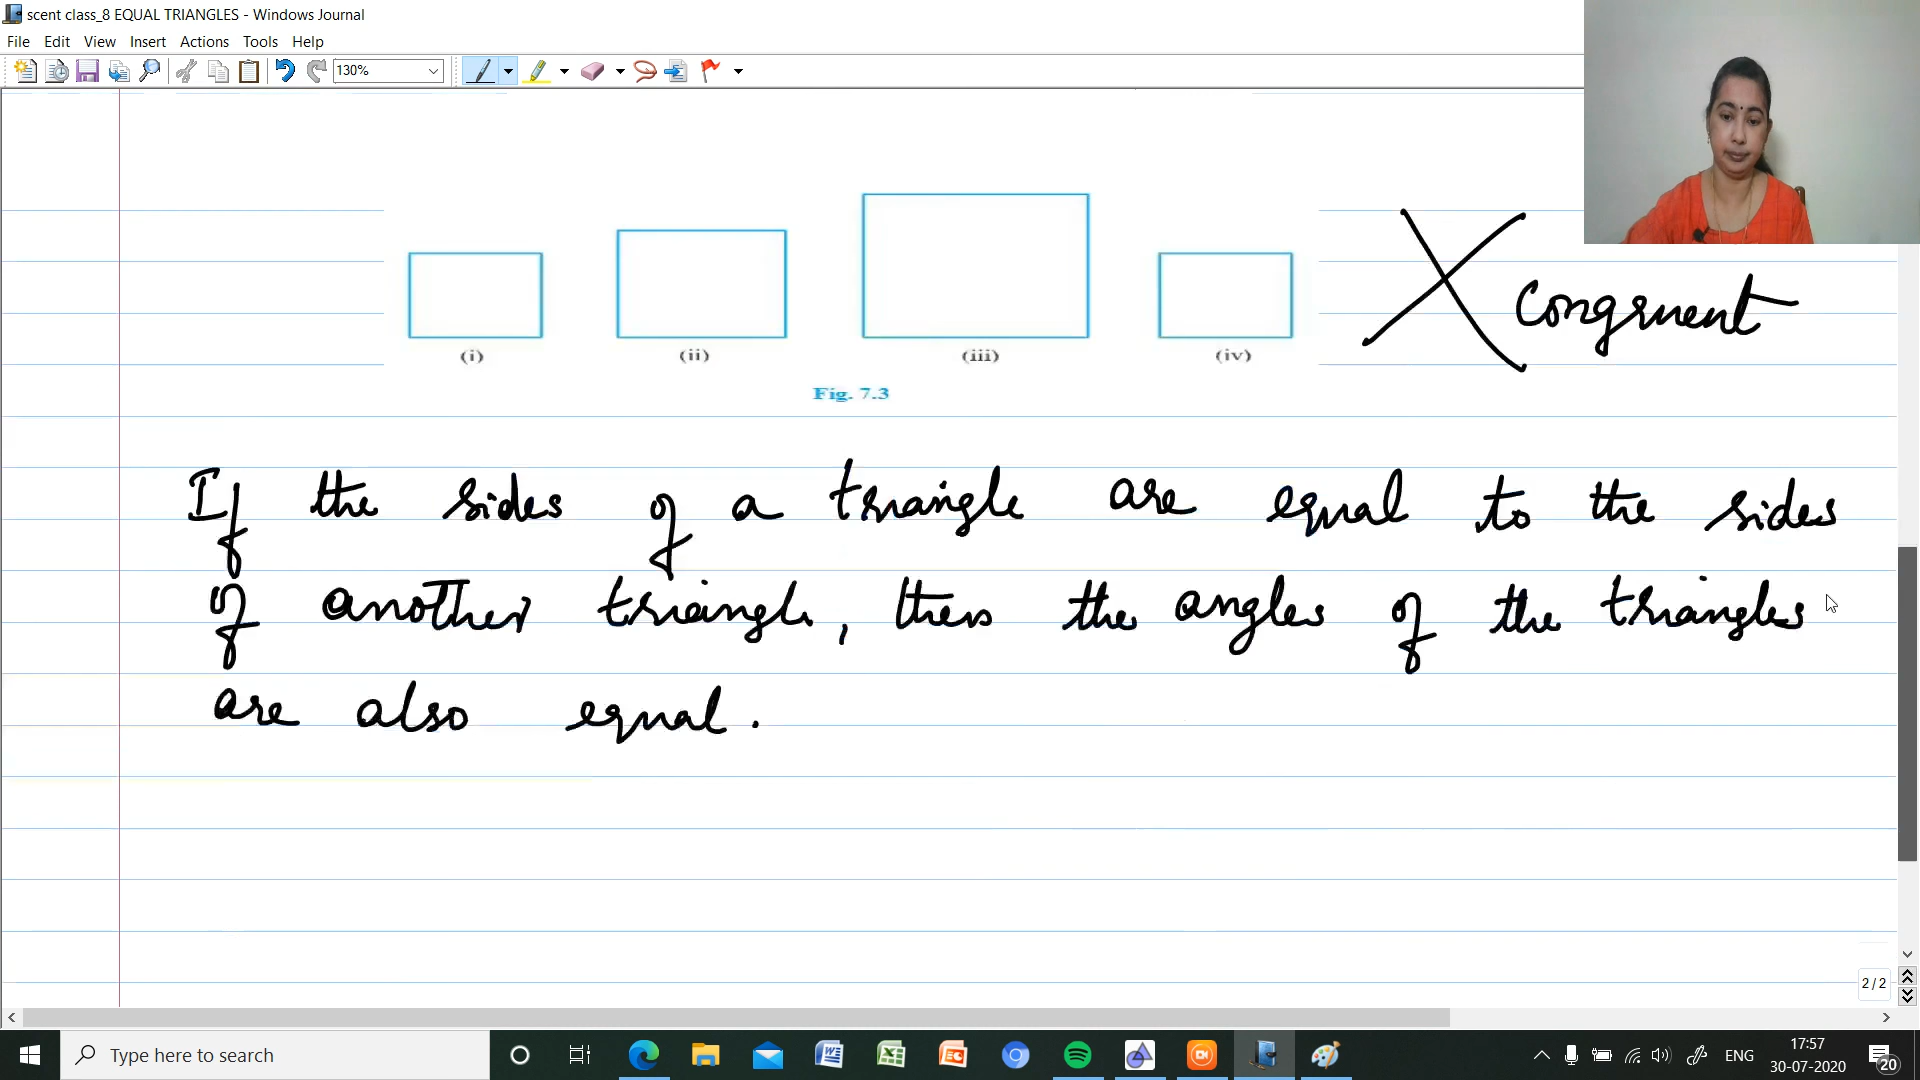 scent class_8 EQUAL TRIANGLES - Windows Journal
File Edit View Insert Actions Tools Help
130%
(i) (ii) (iii) (iv)
Fig. 7.3
X Congruent
If the sides of a triangle are equal to the sides
of another triangle, then the angles of the triangles
are also equal.
2 / 2
Type here to search
ENG
17:57
30-07-2020
20